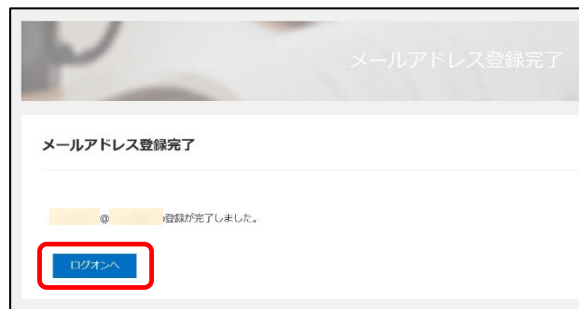 メールアドレス登録完了
メールアドレス登録完了
@ の登録が完了しました。
ログオンへ